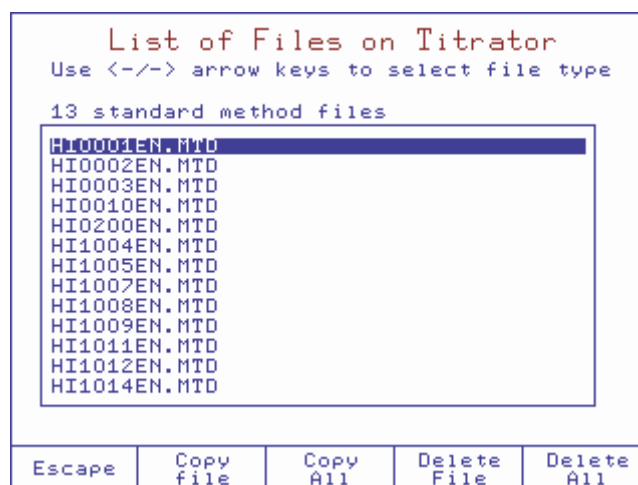 List of Files on Titrator
Use <-/-> arrow keys to select file type
13 standard method files
HI0001EN.MTD
HI0002EN.MTD
HI0003EN.MTD
HI0010EN.MTD
HI0200EN.MTD
HI1004EN.MTD
HI1005EN.MTD
HI1007EN.MTD
HI1008EN.MTD
HI1009EN.MTD
HI1011EN.MTD
HI1012EN.MTD
HI1014EN.MTD
Escape
Copy
file
Copy
All
Delete
File
Delete
All